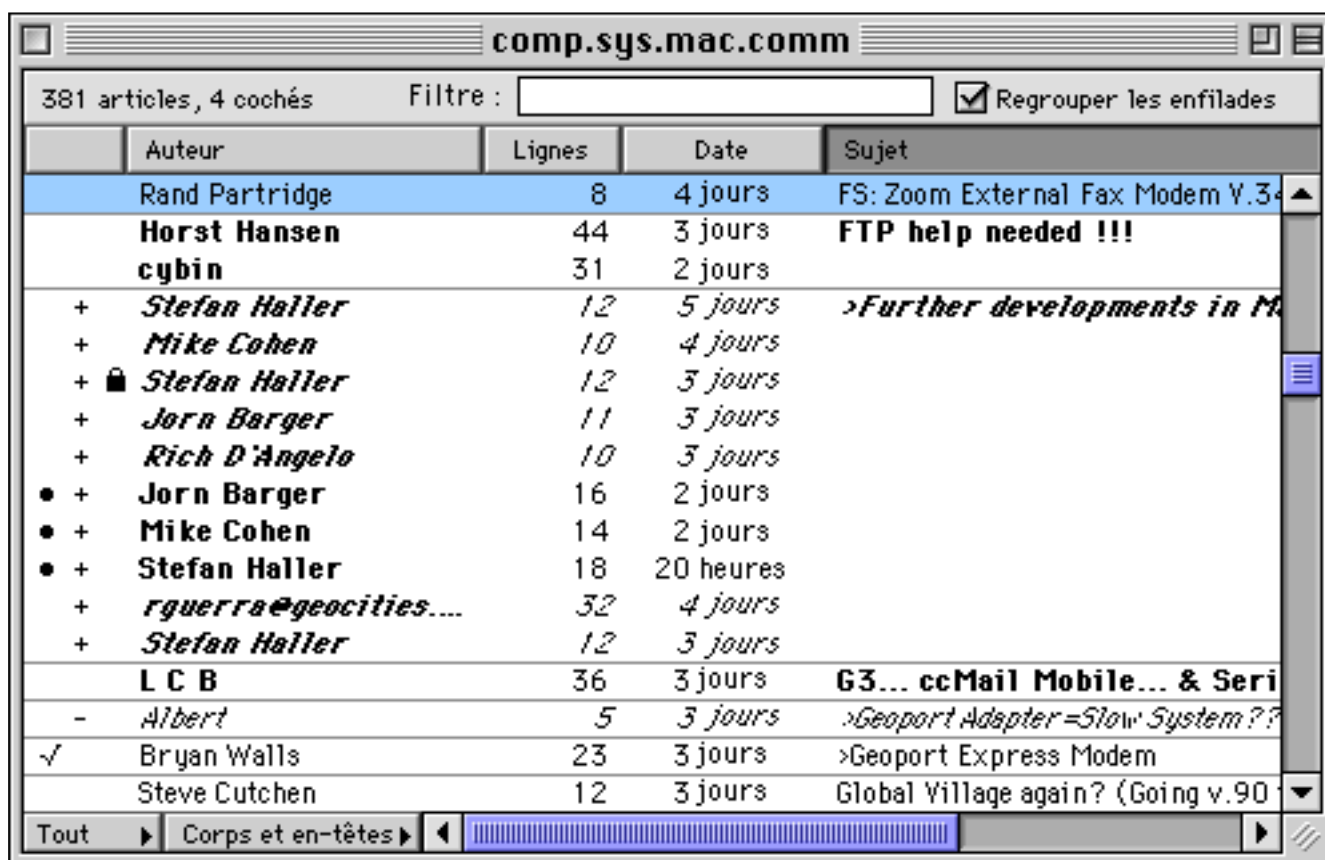 comp.sys.mac.comm
381 articles, 4 cochés Filtre : Regrouper les enfilades
Auteur Lignes Date Sujet
Rand Partridge 8 4 jours FS: Zoom External Fax Modem V.34
Horst Hansen 44 3 jours FTP help needed !!!
cybin 31 2 jours
+ Stefan Haller 12 5 jours >Further developments in
+ Mike Cohen 10 4 jours
+ Stefan Haller 12 3 jours
+ Jorn Barger 11 3 jours
+ Rich D'Angelo 10 3 jours
• + Jorn Barger 16 2 jours
• + Mike Cohen 14 2 jours
• + Stefan Haller 18 20 heures
+ rguerra@geocities.... 32 4 jours
+ Stefan Haller 12 3 jours
L C B 36 3 jours G3... ccMail Mobile... & Seri
- Albert 5 3 jours >Geoport Adapter=Slow System??
√ Bryan Walls 23 3 jours >Geoport Express Modem
Steve Cutchen 12 3 jours Global Village again? (Going v.90
Tout Corps et en-têtes